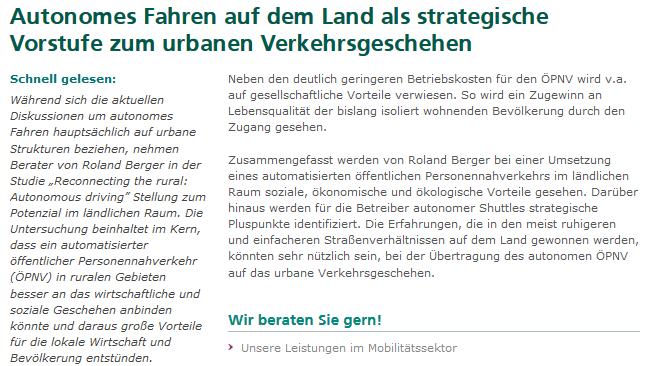 Autonomes Fahren auf dem Land als strategische
Vorstufe zum urbanen Verkehrsgeschehen
Schnell gelesen:
Während sich die aktuellen
Diskussionen um autonomes
Fahren hauptsächlich auf urbane
Strukturen beziehen, nehmen
Berater von Roland Berger in der
Studie „Reconnecting the rural:
Autonomous driving” Stellung zum
Potenzial im ländlichen Raum. Die
Untersuchung beinhaltet im Kern,
dass ein automatisierter
öffentlicher Personennahverkehr
(ÖPNV) in ruralen Gebieten
besser an das wirtschaftliche und
soziale Geschehen anbinden
könnte und daraus große Vorteile
für die lokale Wirtschaft und
Bevölkerung entstünden.
Neben den deutlich geringeren Betriebskosten für den ÖPNV wird v.a.
auf gesellschaftliche Vorteile verwiesen. So wird ein Zugewinn an
Lebensqualität der bislang isoliert wohnenden Bevölkerung durch den
Zugang gesehen.
Zusammengefasst werden von Roland Berger bei einer Umsetzung
eines automatisierten öffentlichen Personennahverkehrs im ländlichen
Raum soziale, ökonomische und ökologische Vorteile gesehen. Darüber
hinaus werden für die Betreiber autonomer Shuttles strategische
Pluspunkte identifiziert. Die Erfahrungen, die in den meist ruhigeren
und einfacheren Straßenverhältnissen auf dem Land gewonnen werden,
könnten sehr nützlich sein, bei der Übertragung des autonomen ÖPNV
auf das urbane Verkehrsgeschehen.
Wir beraten Sie gern!
› Unsere Leistungen im Mobilitätssektor